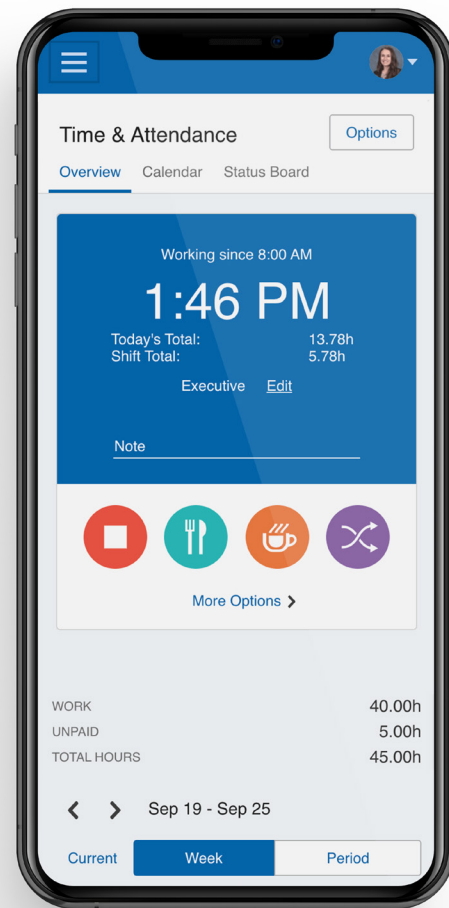 Time & Attendance
Options
Overview Calendar Status Board
Working since 8:00 AM
1:46 PM
Today's Total: 13.78h
Shift Total: 5.78h
Executive Edit
Note
More Options
WORK 40.00h
UNPAID 5.00h
TOTAL HOURS 45.00h
Sep 19 - Sep 25
Current Week Period